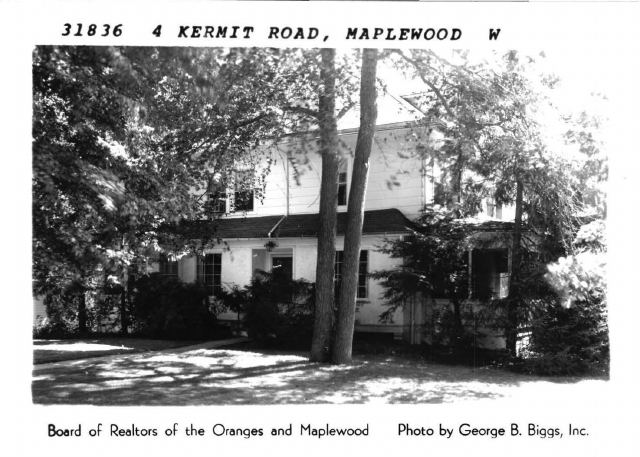 31836 4 KERMIT ROAD, MAPLEWOOD W
Board of Realtors of the Oranges and Maplewood Photo by George B. Biggs, Inc.